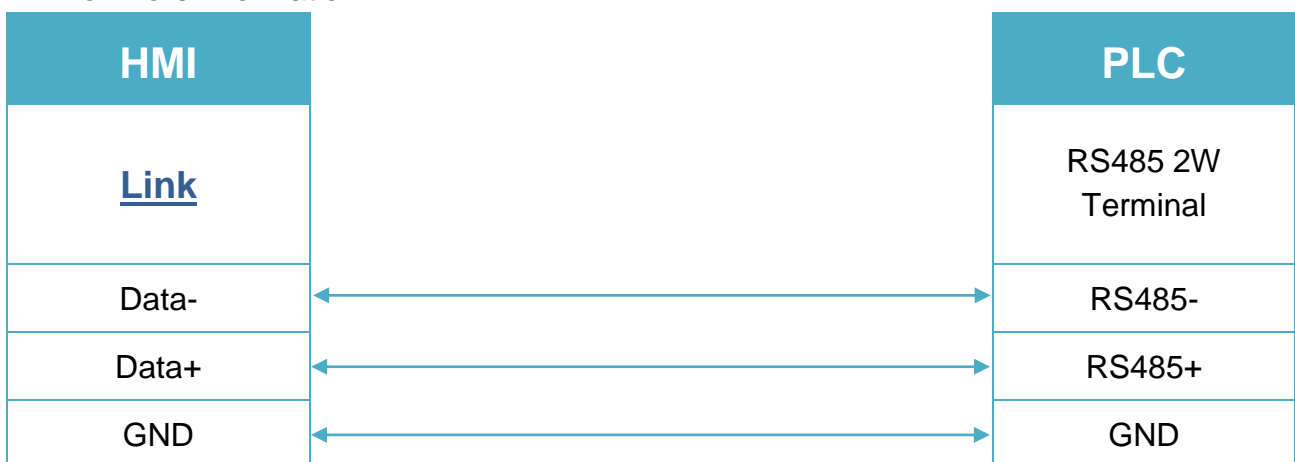 HMI PLC
Link RS485 2W
Terminal
Data- RS485-
Data+ RS485+
GND GND